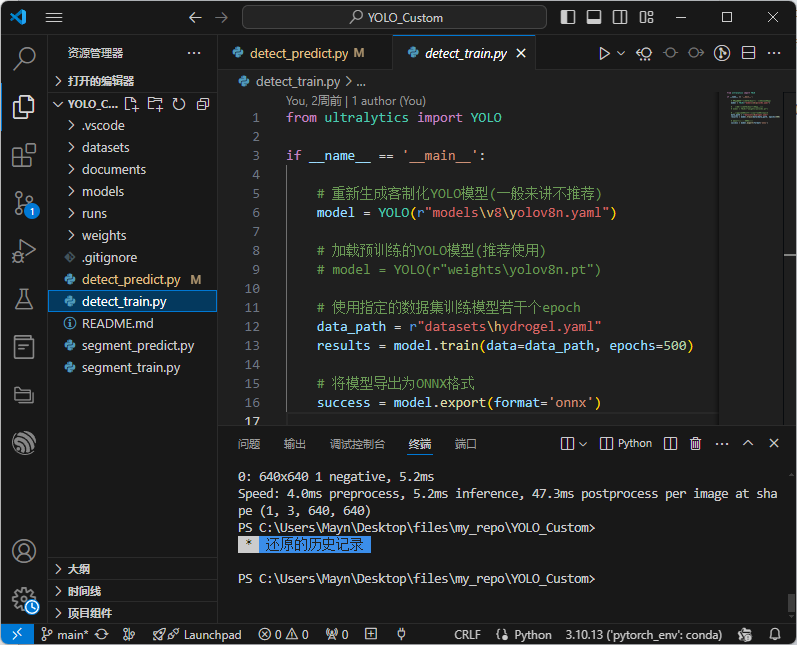 YOLO_Custom
资源管理器
打开的编辑器
YOLO_C...
.vscode
datasets
documents
models
runs
weights
.gitignore
detect_predict.py M
detect_train.py
README.md
segment_predict.py
segment_train.py
大纲
时间线
项目组件
1
detect_predict.py M
detect_train.py
detect_train.py > ...
You, 2周前 | 1 author (You)
1 from ultralytics import YOLO
2
3 if __name__ == '__main__':
4
5 # 重新生成客制化YOLO模型(一般来讲不推荐)
6 model = YOLO(r"models\v8\yolov8n.yaml")
7
8 # 加载预训练的YOLO模型(推荐使用)
9 # model = YOLO(r"weights\yolov8n.pt")
10
11 # 使用指定的数据集训练模型若干个epoch
12 data_path = r"datasets\hydrogel.yaml"
13 results = model.train(data=data_path, epochs=500)
14
15 # 将模型导出为ONNX格式
16 success = model.export(format='onnx')
17
问题 输出 调试控制台 终端 端口 Python
0: 640x640 1 negative, 5.2ms
Speed: 4.0ms preprocess, 5.2ms inference, 47.3ms postprocess per image at sha
pe (1, 3, 640, 640)
PS C:\Users\Mayn\Desktop\files\my_repo\YOLO_Custom>
* 还原的历史记录
PS C:\Users\Mayn\Desktop\files\my_repo\YOLO_Custom>
main* Launchpad 0 0 0 CRLF Python 3.10.13 ('pytorch_env': conda)